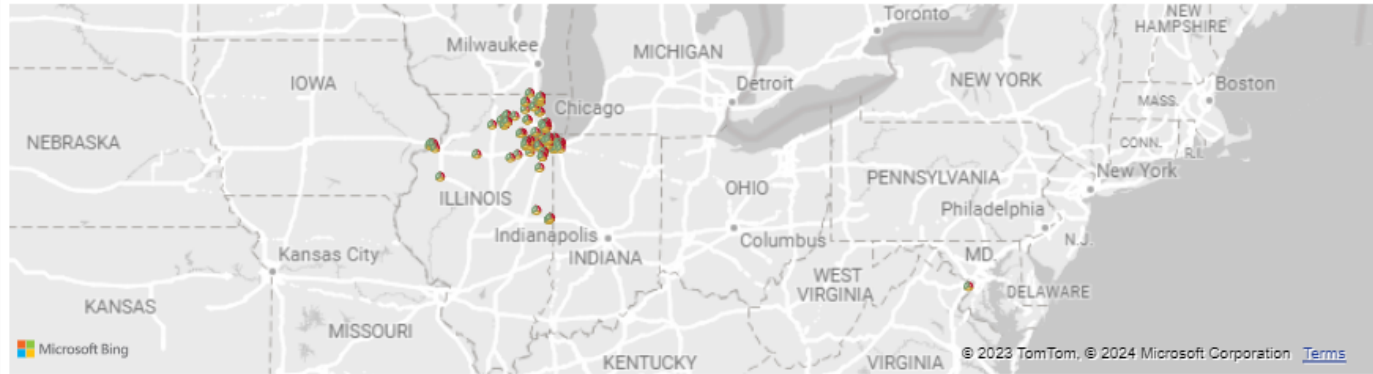 Toronto
NEW
HAMPSHIRE
Milwaukee
MICHIGAN
IOWA
Detroit
NEW YORK
Boston
Chicago
MASS.
NEBRASKA
CONN.
R.I.
New York
ILLINOIS
OHIO
PENNSYLVANIA
Philadelphia
Indianapolis
Columbus
N.J.
Kansas City
INDIANA
MD.
WEST
VIRGINIA
DELAWARE
KANSAS
MISSOURI
Microsoft Bing
KENTUCKY
VIRGINIA
© 2023 TomTom, © 2024 Microsoft Corporation Terms